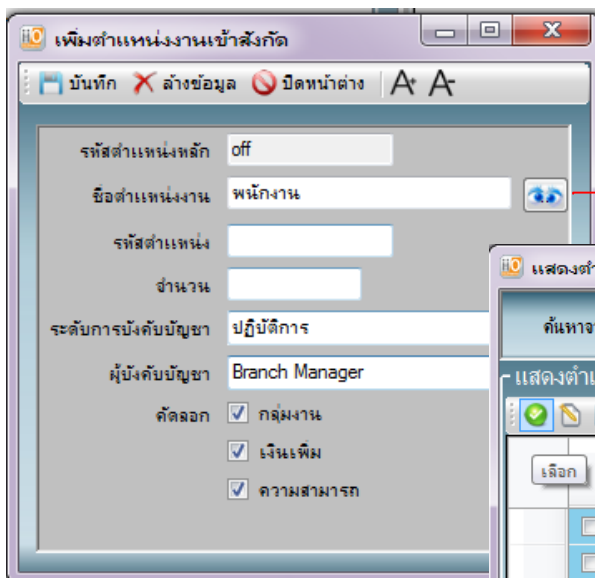 เพิ่มตำแหน่งงานเข้าสังกัด
บันทึก ล้างข้อมูล ปิดหน้าต่าง A+ A-
รหัสตำแหน่งหลัก off
ชื่อตำแหน่งงาน พนักงาน
รหัสตำแหน่ง
จำนวน
ระดับการบังคับบัญชา ปฏิบัติการ
ผู้บังคับบัญชา Branch Manager
คัดลอก กลุ่มงาน
เงินเพิ่ม
ความสามารถ
แสดงตำ
ค้นหาจ
แสดงตำแ
เลือก